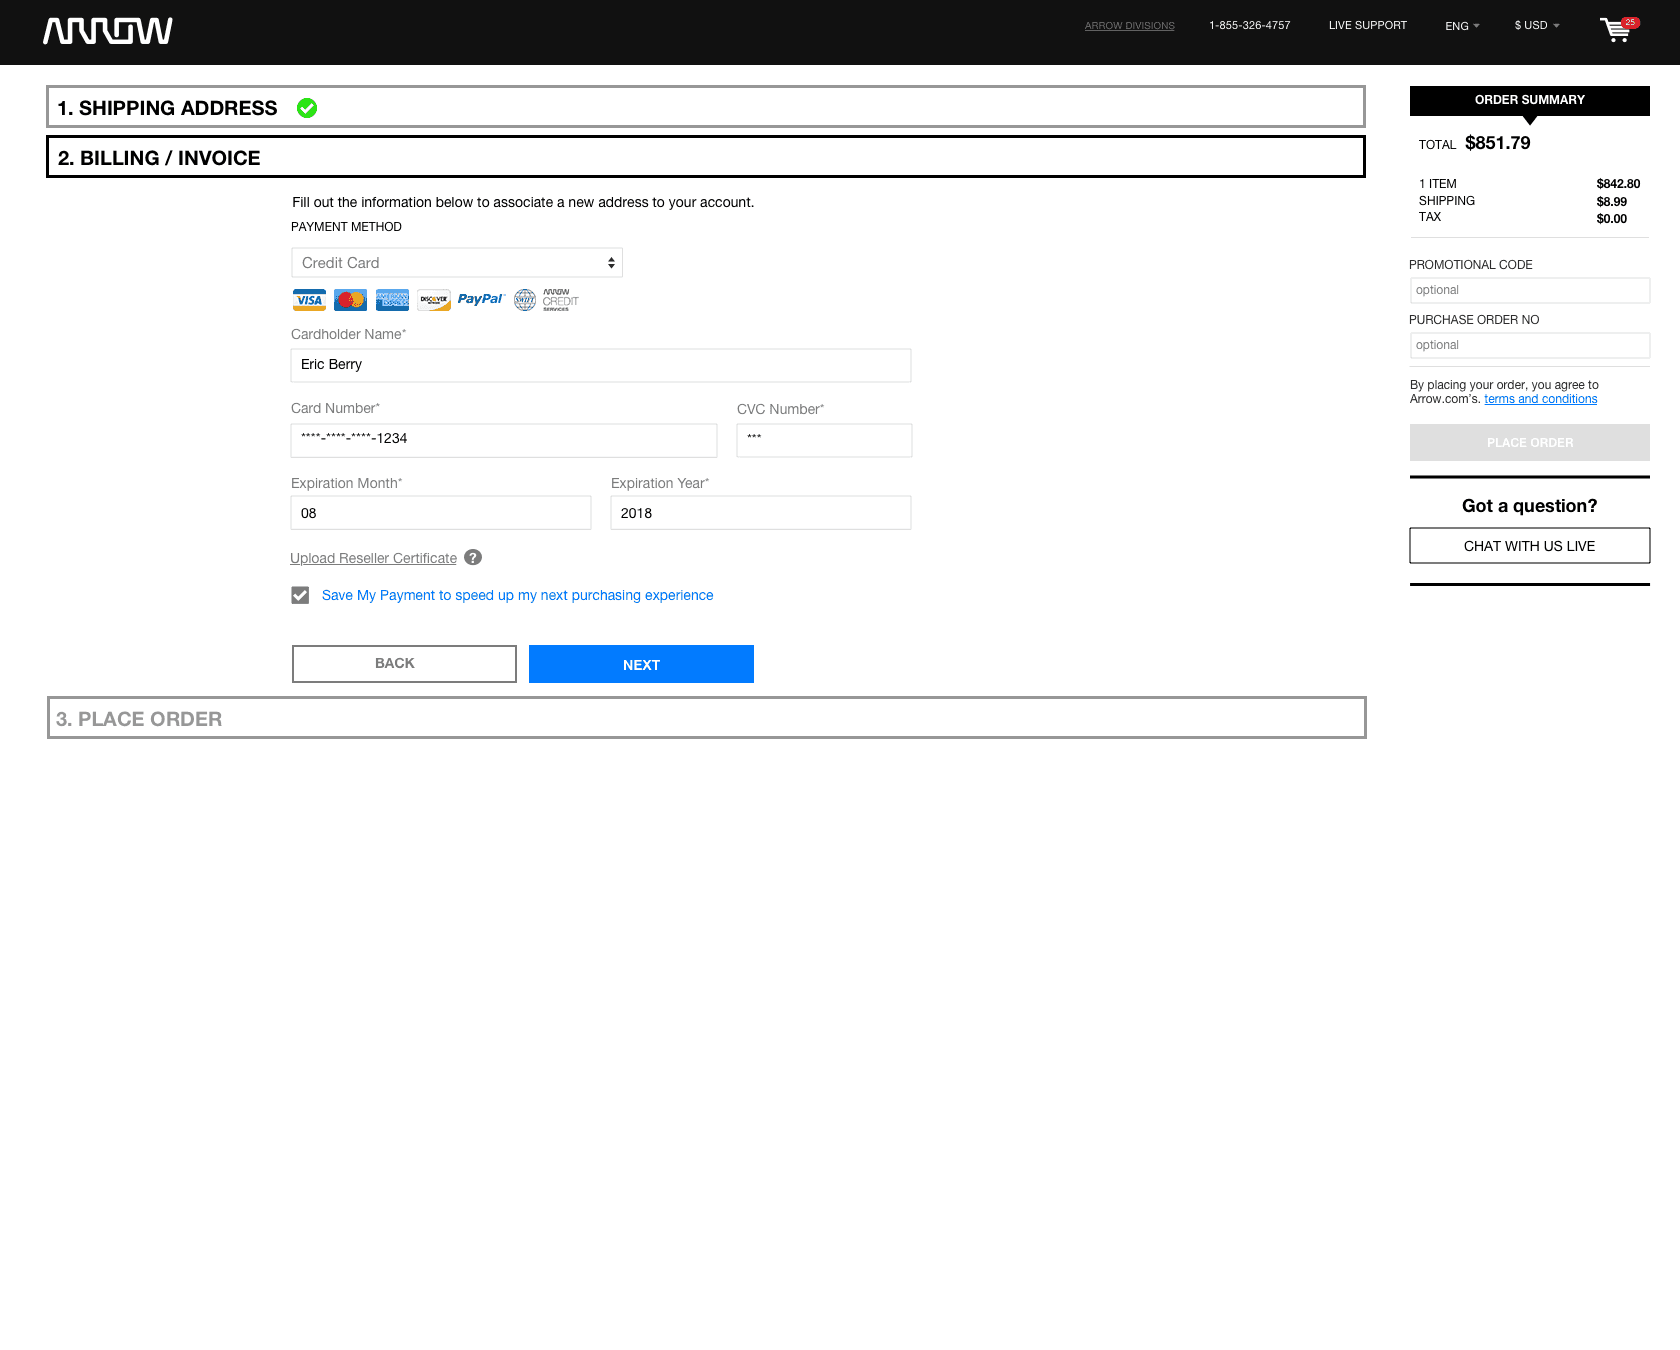 ARROW
ARROW DIVISIONS
1-855-326-4757
LIVE SUPPORT
ENG
$ USD
25
1. SHIPPING ADDRESS
2. BILLING / INVOICE
Fill out the information below to associate a new address to your account.
PAYMENT METHOD
Credit Card
VISA
AMERICAN EXPRESS
DISCOVER
PayPal
SWIFT
ARROW
CREDIT
SERVICES
Cardholder Name*
Eric Berry
Card Number*
CVC Number*
****-****-****-1234
***
Expiration Month*
Expiration Year*
08
2018
Upload Reseller Certificate ?
Save My Payment to speed up my next purchasing experience
BACK
NEXT
3. PLACE ORDER
ORDER SUMMARY
TOTAL $851.79
1 ITEM $842.80
SHIPPING $8.99
TAX $0.00
PROMOTIONAL CODE
optional
PURCHASE ORDER NO
optional
By placing your order, you agree to
Arrow.com's. terms and conditions
PLACE ORDER
Got a question?
CHAT WITH US LIVE